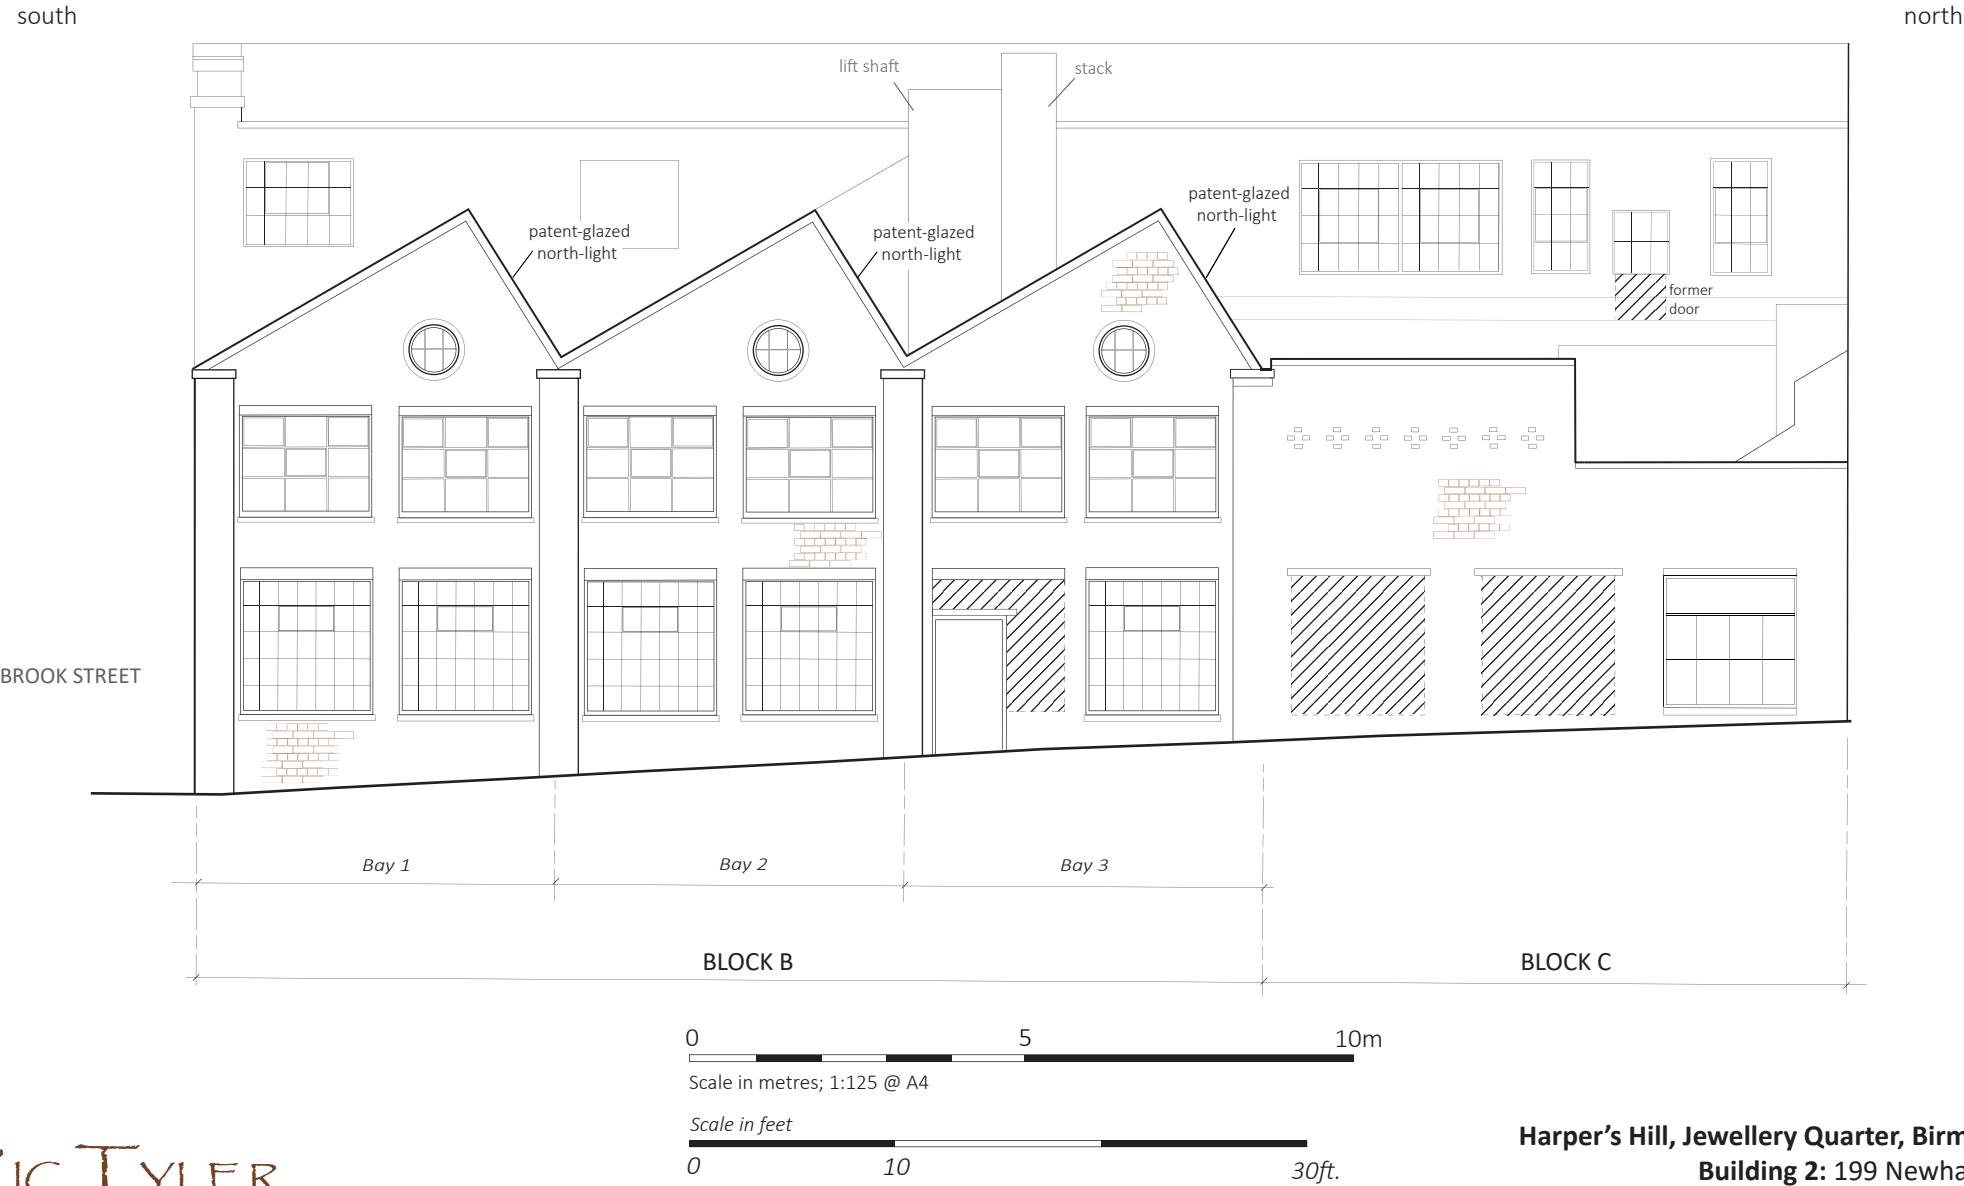 south
north
lift shaft
stack
patent-glazed
north-light
patent-glazed
north-light
patent-glazed
north-light
former
door
BROOK STREET
Bay 1
Bay 2
Bay 3
BLOCK B
BLOCK C
0 5 10m
Scale in metres; 1:125 @ A4
Scale in feet
0 10 30ft.
Harper's Hill, Jewellery Quarter, Birm
Building 2: 199 Newha
TYLER